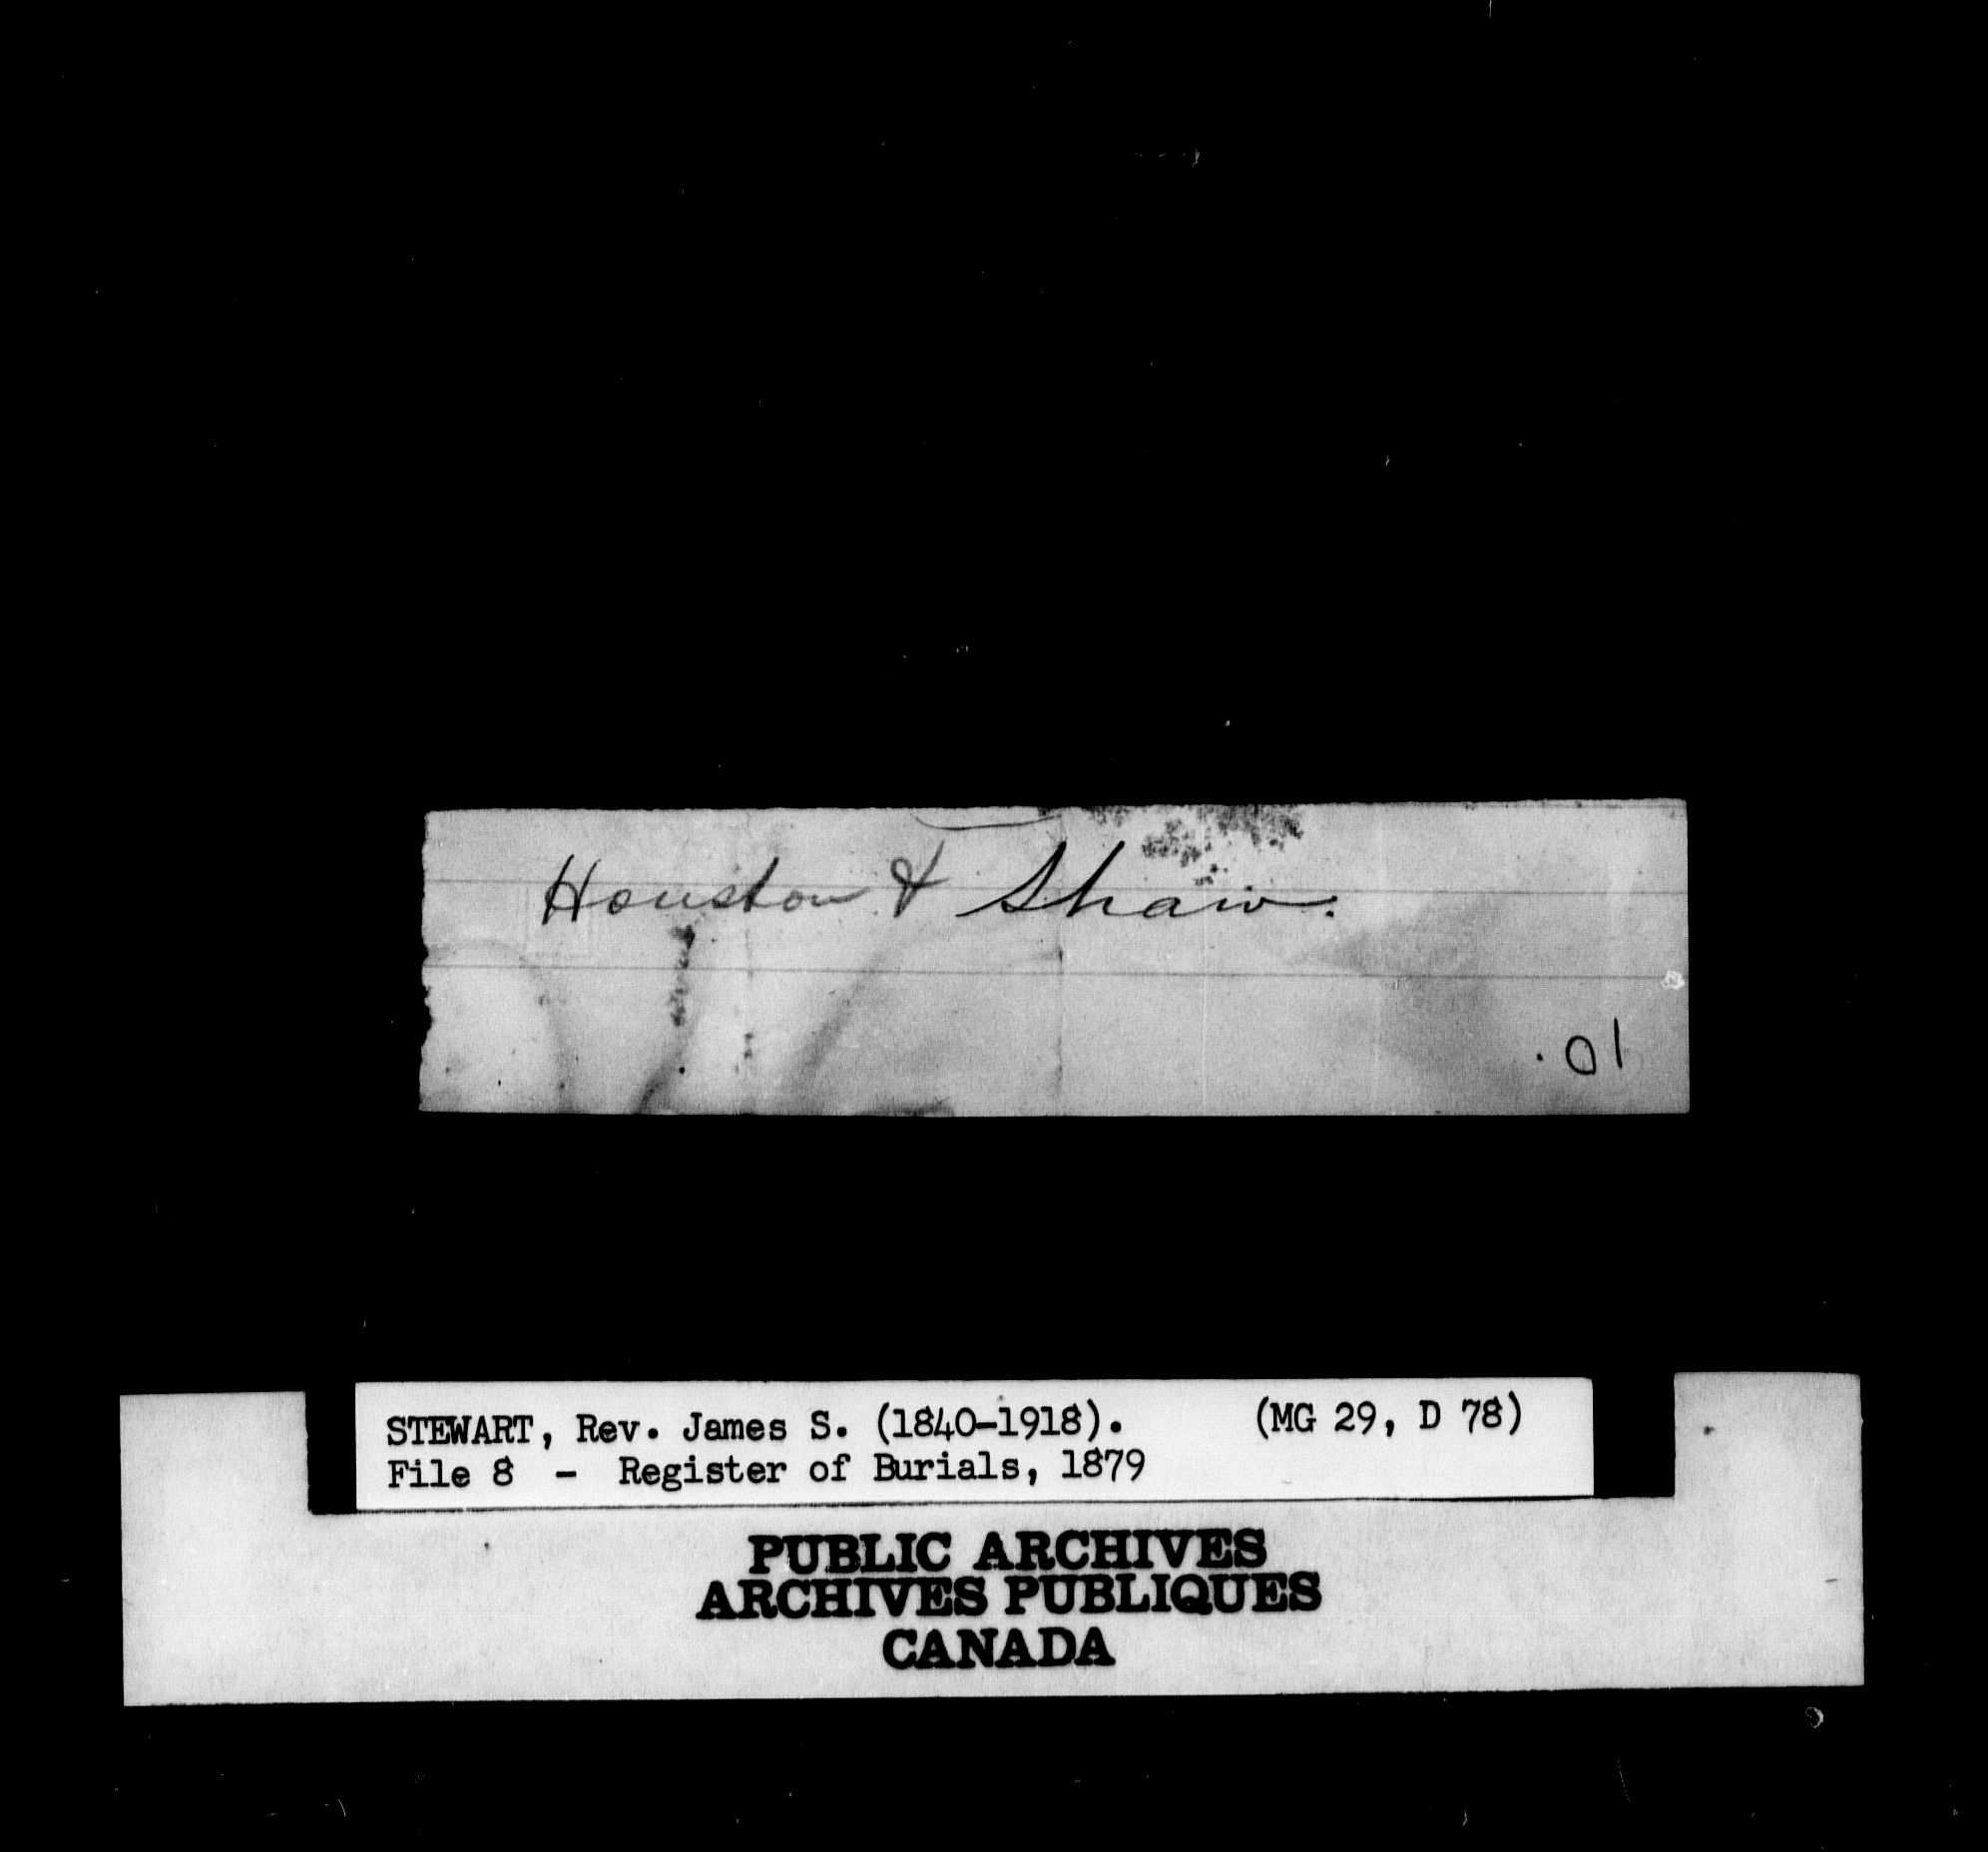 Houston & Shaw.
10.
STEWART, Rev. James S. (1840-1918). (MG 29, D 78)
File 8 - Register of Burials, 1879
PUBLIC ARCHIVES
ARCHIVES PUBLIQUES
CANADA